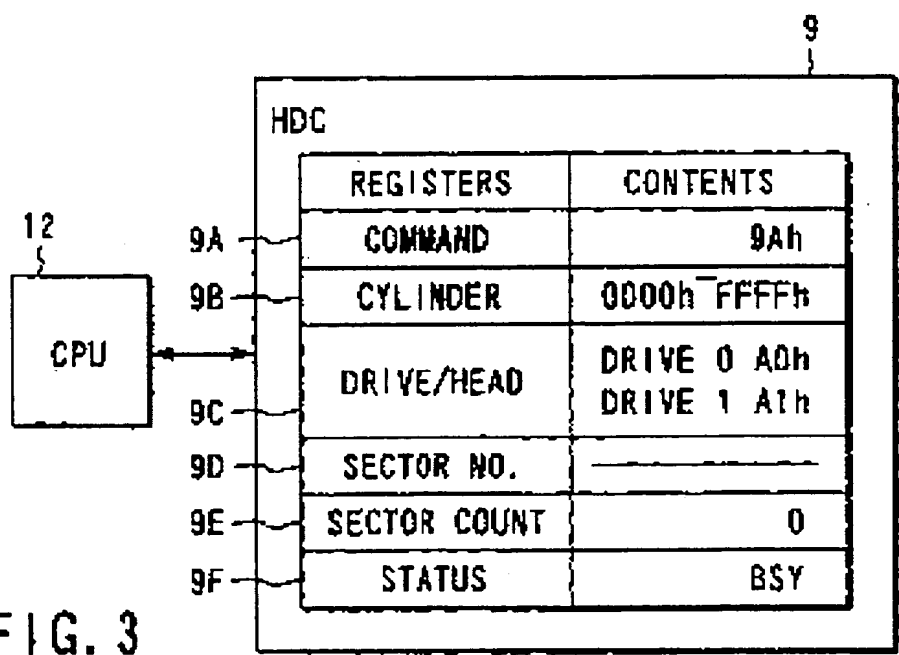 9
HDC
REGISTERS CONTENTS
12
9A COMMAND 9Ah
9B CYLINDER 0000h‾FFFFh
CPU
DRIVE/HEAD DRIVE 0 A0h
9C DRIVE 1 A1h
9D SECTOR NO.
9E SECTOR COUNT 0
9F STATUS BSY
FIG. 3